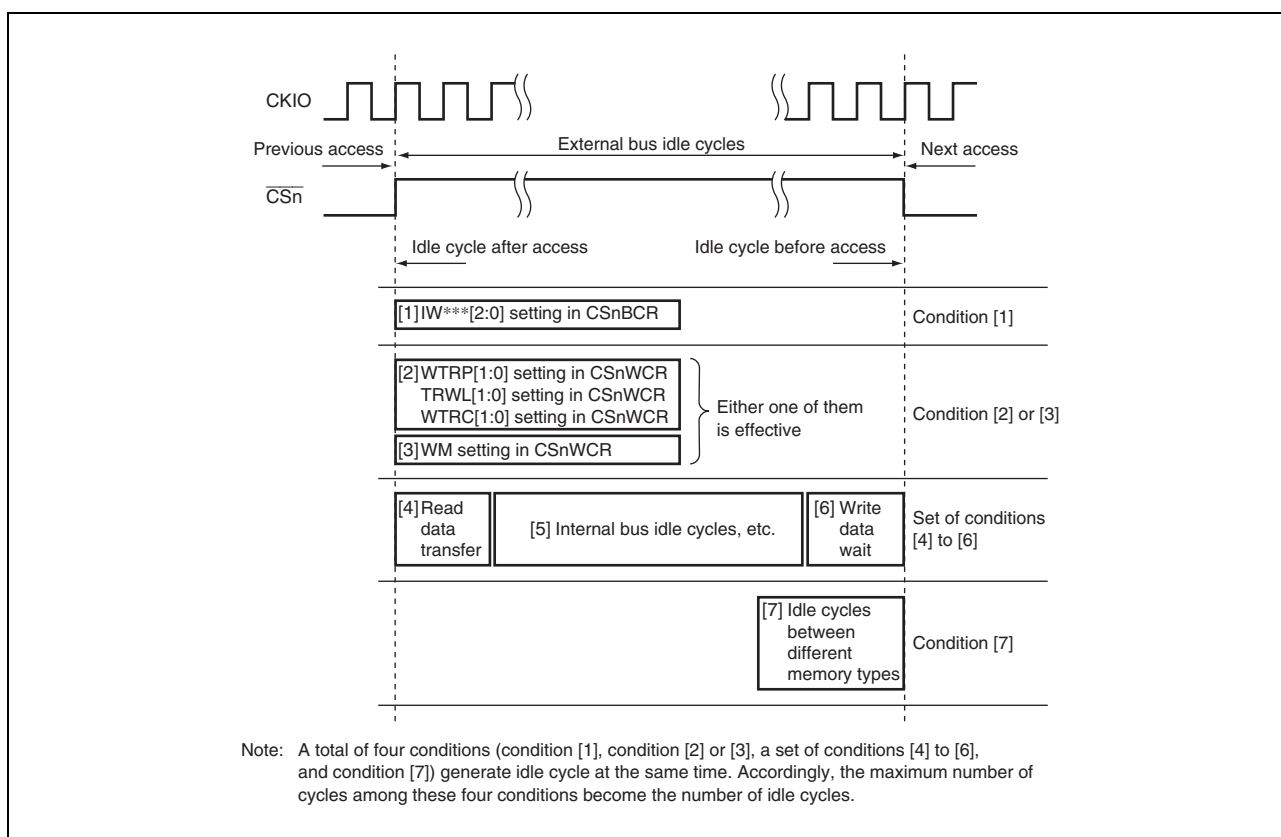 CKIO
Previous access
External bus idle cycles
Next access
CSn
Idle cycle after access
Idle cycle before access
[1] IW***[2:0] setting in CSnBCR
Condition [1]
[2] WTRP[1:0] setting in CSnWCR
TRWL[1:0] setting in CSnWCR
WTRC[1:0] setting in CSnWCR
Either one of them
is effective
Condition [2] or [3]
[3] WM setting in CSnWCR
[4] Read
data
transfer
[5] Internal bus idle cycles, etc.
[6] Write
data
wait
Set of conditions
[4] to [6]
[7] Idle cycles
between
different
memory types
Condition [7]
Note: A total of four conditions (condition [1], condition [2] or [3], a set of conditions [4] to [6],
and condition [7]) generate idle cycle at the same time. Accordingly, the maximum number of
cycles among these four conditions become the number of idle cycles.